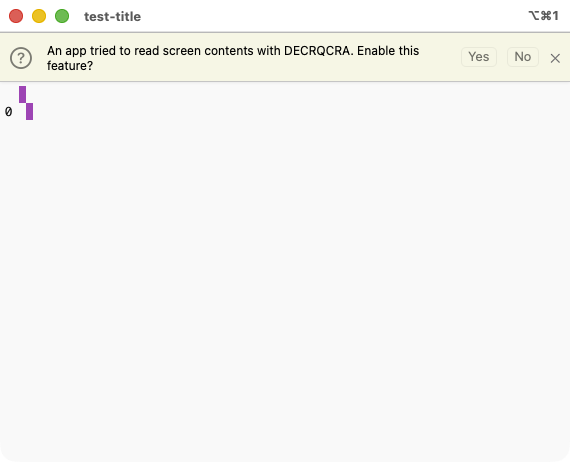 test-title
⌥⌘1
An app tried to read screen contents with DECRQCRA. Enable this
feature?
Yes
No
0